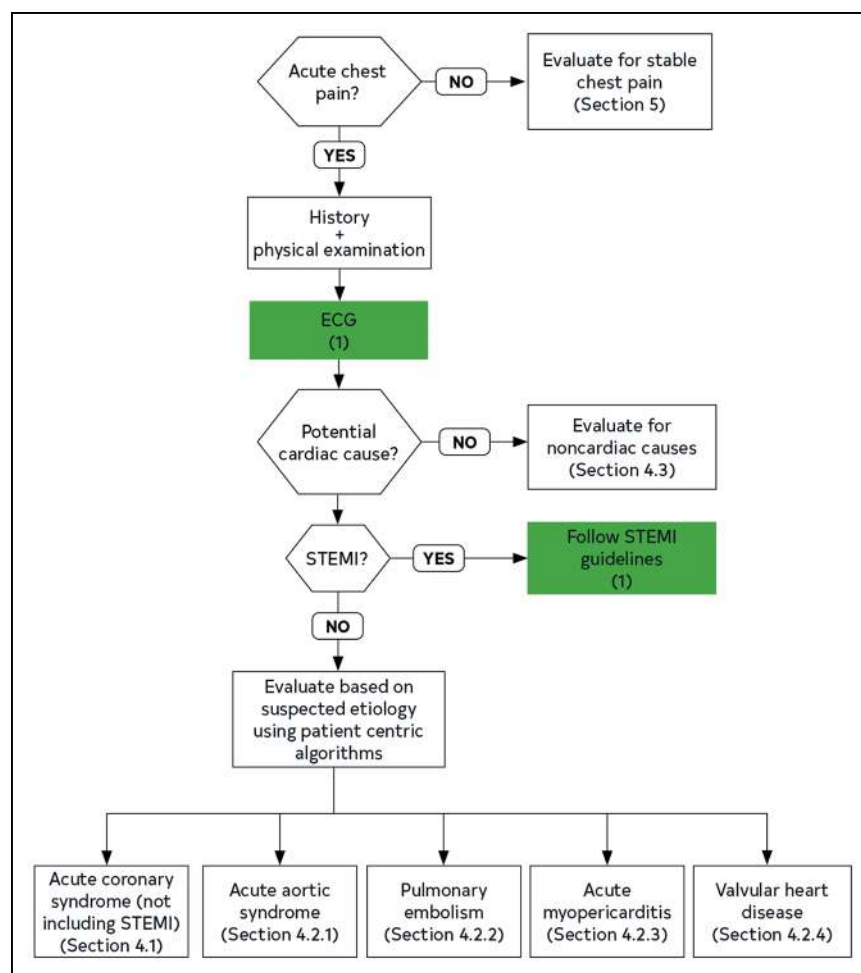 Acute chest
pain?
NO
Evaluate for stable
chest pain
(Section 5)
YES
History
+
physical examination
ECG
(1)
Potential
cardiac cause?
NO
Evaluate for
noncardiac causes
(Section 4.3)
STEMI?
YES
Follow STEMI
guidelines
(1)
NO
Evaluate based on
suspected etiology
using patient centric
algorithms
Acute coronary
syndrome (not
including STEMI)
(Section 4.1)
Acute aortic
syndrome
(Section 4.2.1)
Pulmonary
embolism
(Section 4.2.2)
Acute
myopericarditis
(Section 4.2.3)
Valvular heart
disease
(Section 4.2.4)